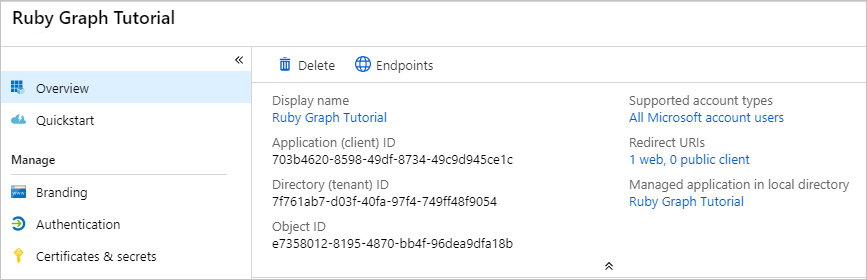 Ruby Graph Tutorial
«
Overview
Quickstart
Manage
Branding
Authentication
Certificates & secrets
Delete
Endpoints
Display name
Ruby Graph Tutorial
Application (client) ID
703b4620-8598-49df-8734-49c9d945ce1c
Directory (tenant) ID
7f761ab7-d03f-40fa-97f4-749ff48f9054
Object ID
e7358012-8195-4870-bb4f-96dea9dfa18b
Supported account types
All Microsoft account users
Redirect URIs
1 web, 0 public client
Managed application in local directory
Ruby Graph Tutorial